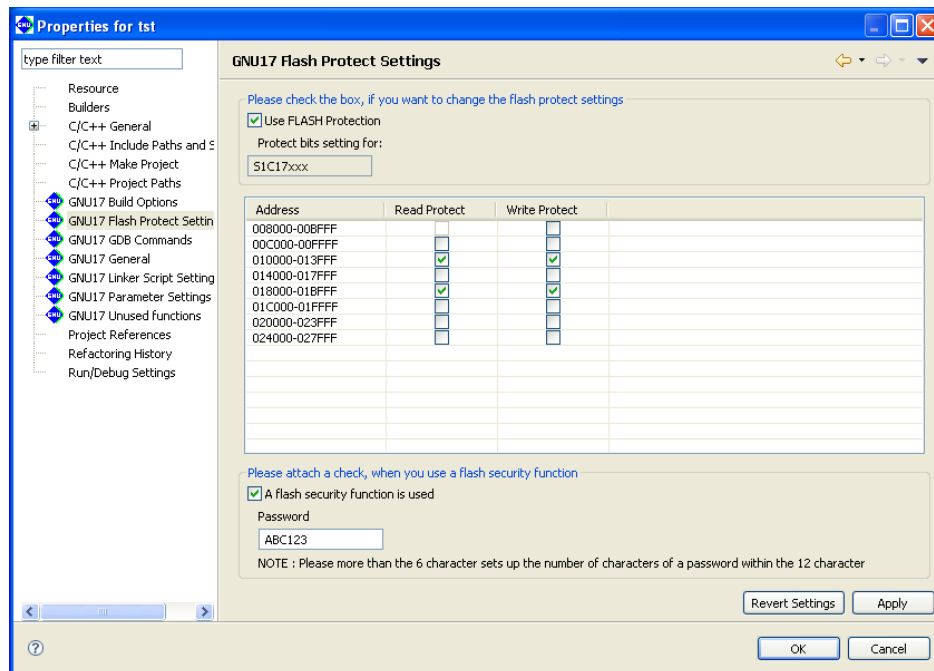 Properties for tst
type filter text
GNU17 Flash Protect Settings
Resource
Builders
C/C++ General
C/C++ Include Paths and S
C/C++ Make Project
C/C++ Project Paths
GNU17 Build Options
GNU17 Flash Protect Settin
GNU17 GDB Commands
GNU17 General
GNU17 Linker Script Setting
GNU17 Parameter Settings
GNU17 Unused functions
Project References
Refactoring History
Run/Debug Settings
Please check the box, if you want to change the flash protect settings
Use FLASH Protection
Protect bits setting for:
S1C17xxx
Address Read Protect Write Protect
008000-00BFFF
00C000-00FFFF
010000-013FFF
014000-017FFF
018000-01BFFF
01C000-01FFFF
020000-023FFF
024000-027FFF
Please attach a check, when you use a flash security function
A flash security function is used
Password
ABC123
NOTE : Please more than the 6 character sets up the number of characters of a password within the 12 character
Revert Settings Apply
OK Cancel